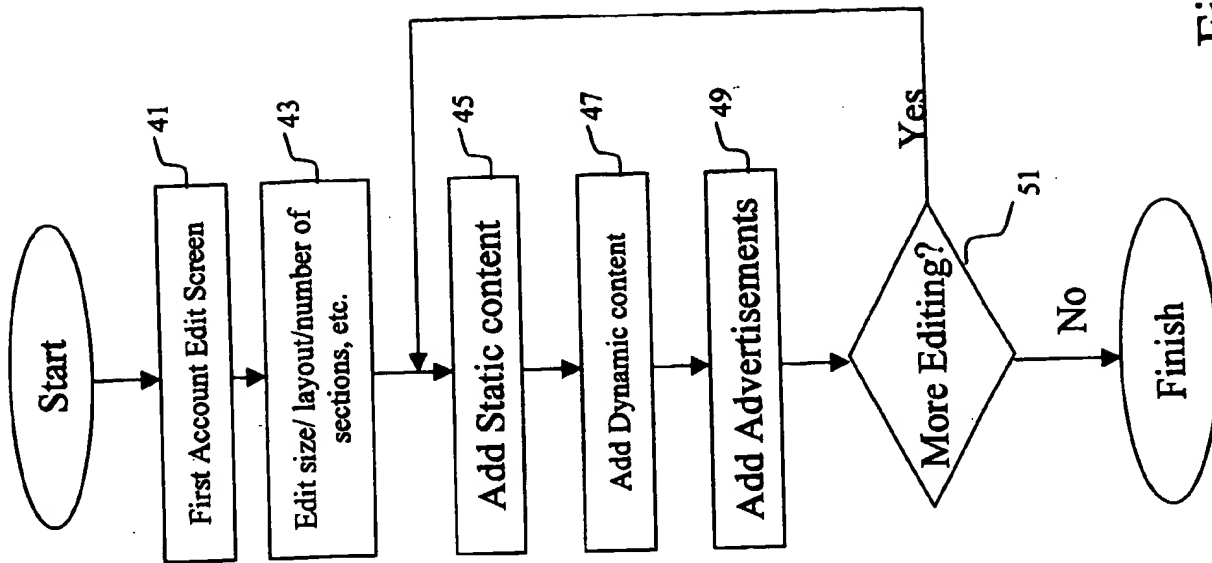 Start
41
First Account Edit Screen
43
Edit size/ layout/number of
sections, etc.
45
Add Static content
47
Add Dynamic content
49
Add Advertisements
More Editing?
Yes
51
No
Finish